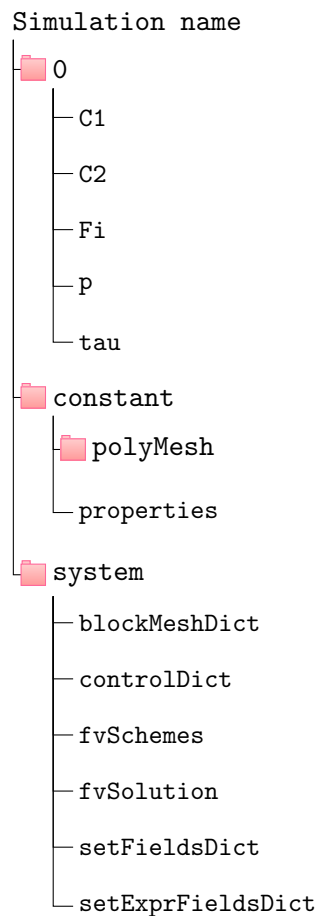 Simulation name
0
C1
C2
Fi
p
tau
constant
polyMesh
properties
system
blockMeshDict
controlDict
fvSchemes
fvSolution
setFieldsDict
setExprFieldsDict